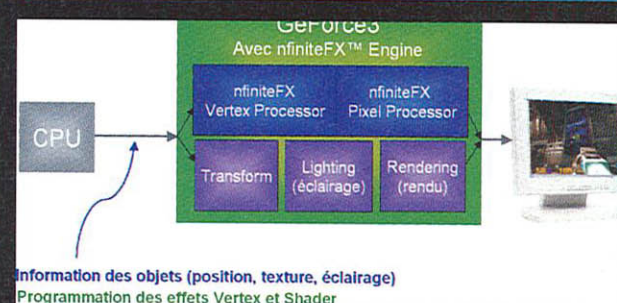 GeForce3
Avec nfiniteFX™ Engine
CPU
nfiniteFX
Vertex Processor
nfiniteFX
Pixel Processor
Transform
Lighting
(éclairage)
Rendering
(rendu)
Information des objets (position, texture, éclairage)
Programmation des effets Vertex et Shader